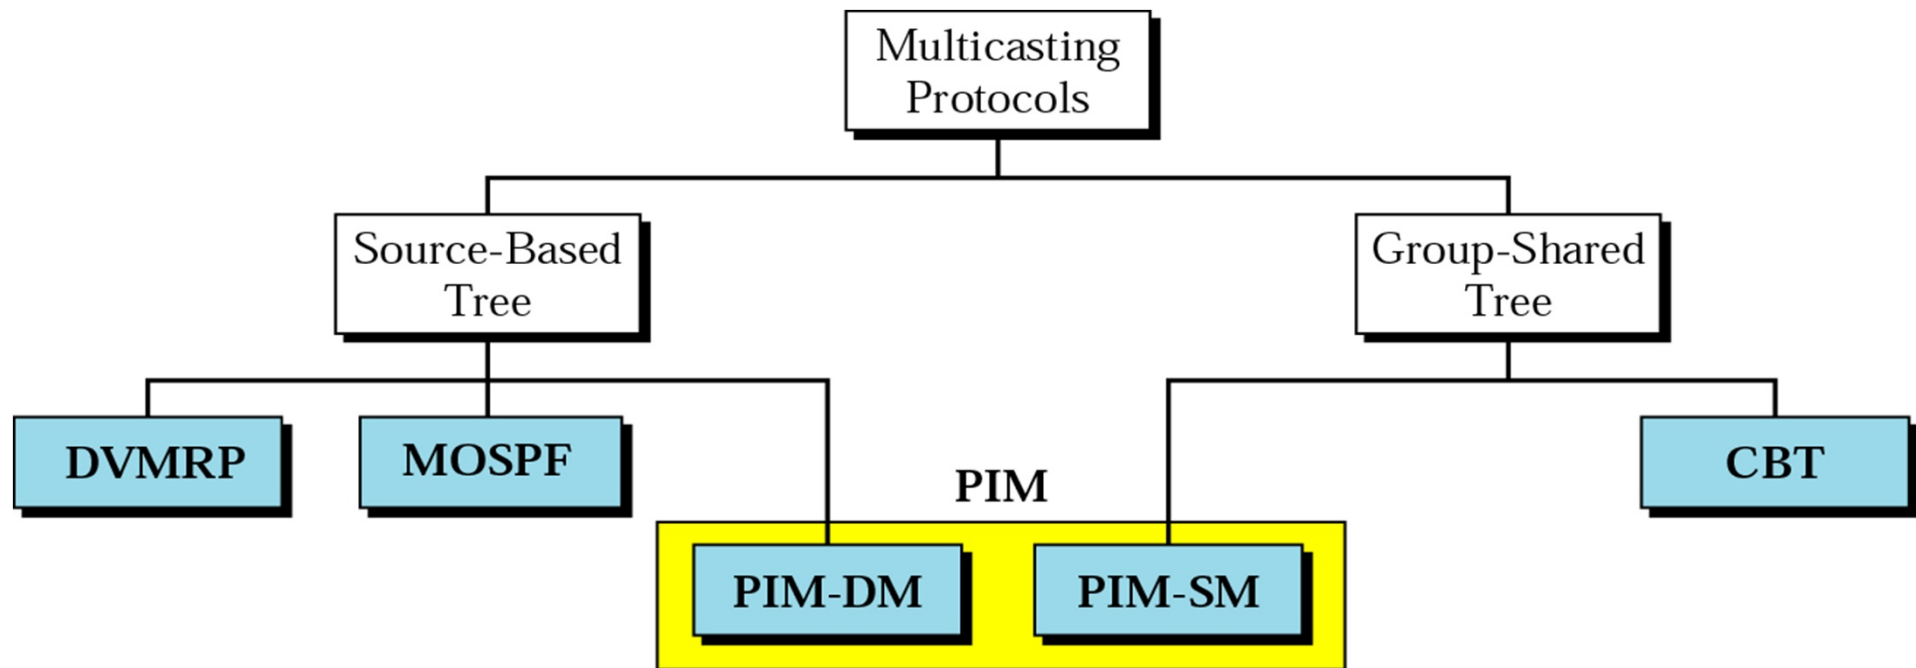 Multicasting
Protocols
Source-Based
Tree
Group-Shared
Tree
DVMRP
MOSPF
CBT
PIM
PIM-DM
PIM-SM